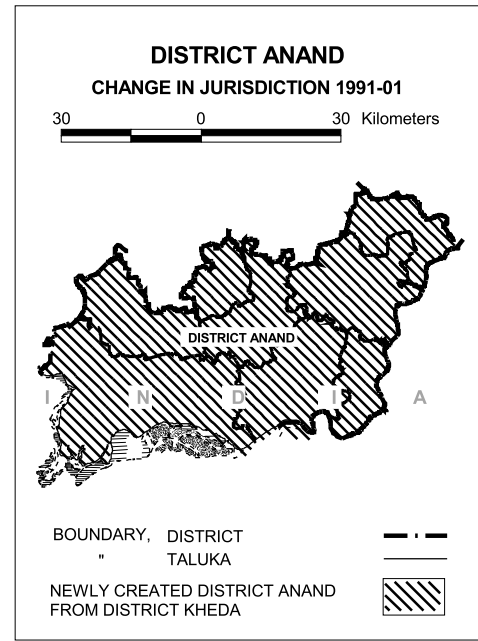 DISTRICT ANAND
CHANGE IN JURISDICTION 1991-01
30 0 30 Kilometers
DISTRICT ANAND
I N D I A
BOUNDARY, DISTRICT
" TALUKA
NEWLY CREATED DISTRICT ANAND
FROM DISTRICT KHEDA